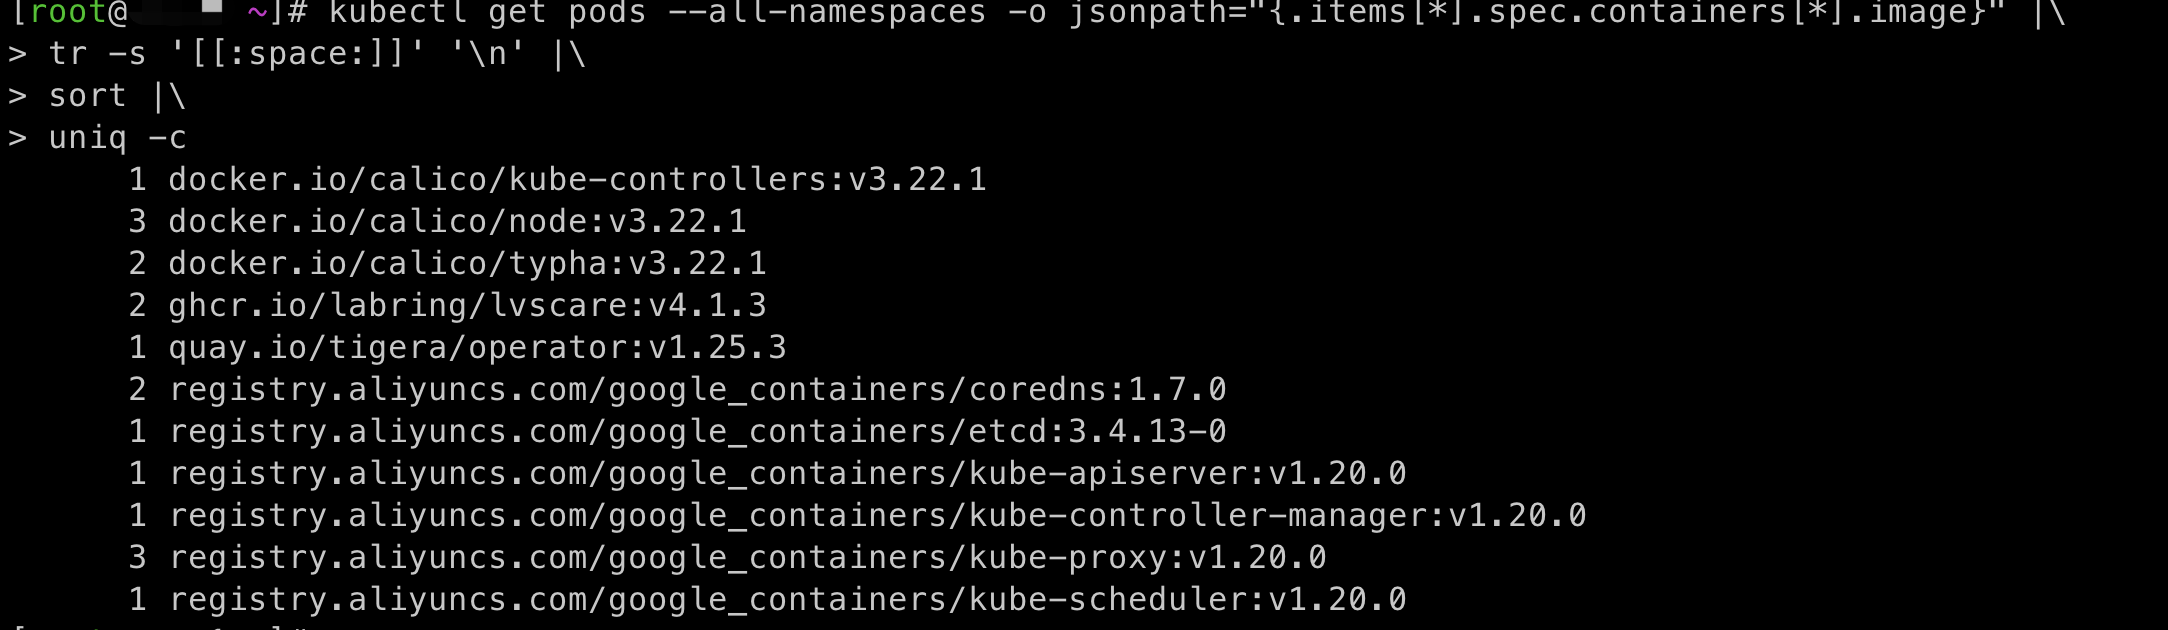 [root@ ~]# kubectl get pods --all-namespaces -o jsonpath="{.items[*].spec.containers[*].image}" |\
> tr -s '[[:space:]]' '\n' |\
> sort |\
> uniq -c
1 docker.io/calico/kube-controllers:v3.22.1
3 docker.io/calico/node:v3.22.1
2 docker.io/calico/typha:v3.22.1
2 ghcr.io/labring/lvscare:v4.1.3
1 quay.io/tigera/operator:v1.25.3
2 registry.aliyuncs.com/google_containers/coredns:1.7.0
1 registry.aliyuncs.com/google_containers/etcd:3.4.13-0
1 registry.aliyuncs.com/google_containers/kube-apiserver:v1.20.0
1 registry.aliyuncs.com/google_containers/kube-controller-manager:v1.20.0
3 registry.aliyuncs.com/google_containers/kube-proxy:v1.20.0
1 registry.aliyuncs.com/google_containers/kube-scheduler:v1.20.0